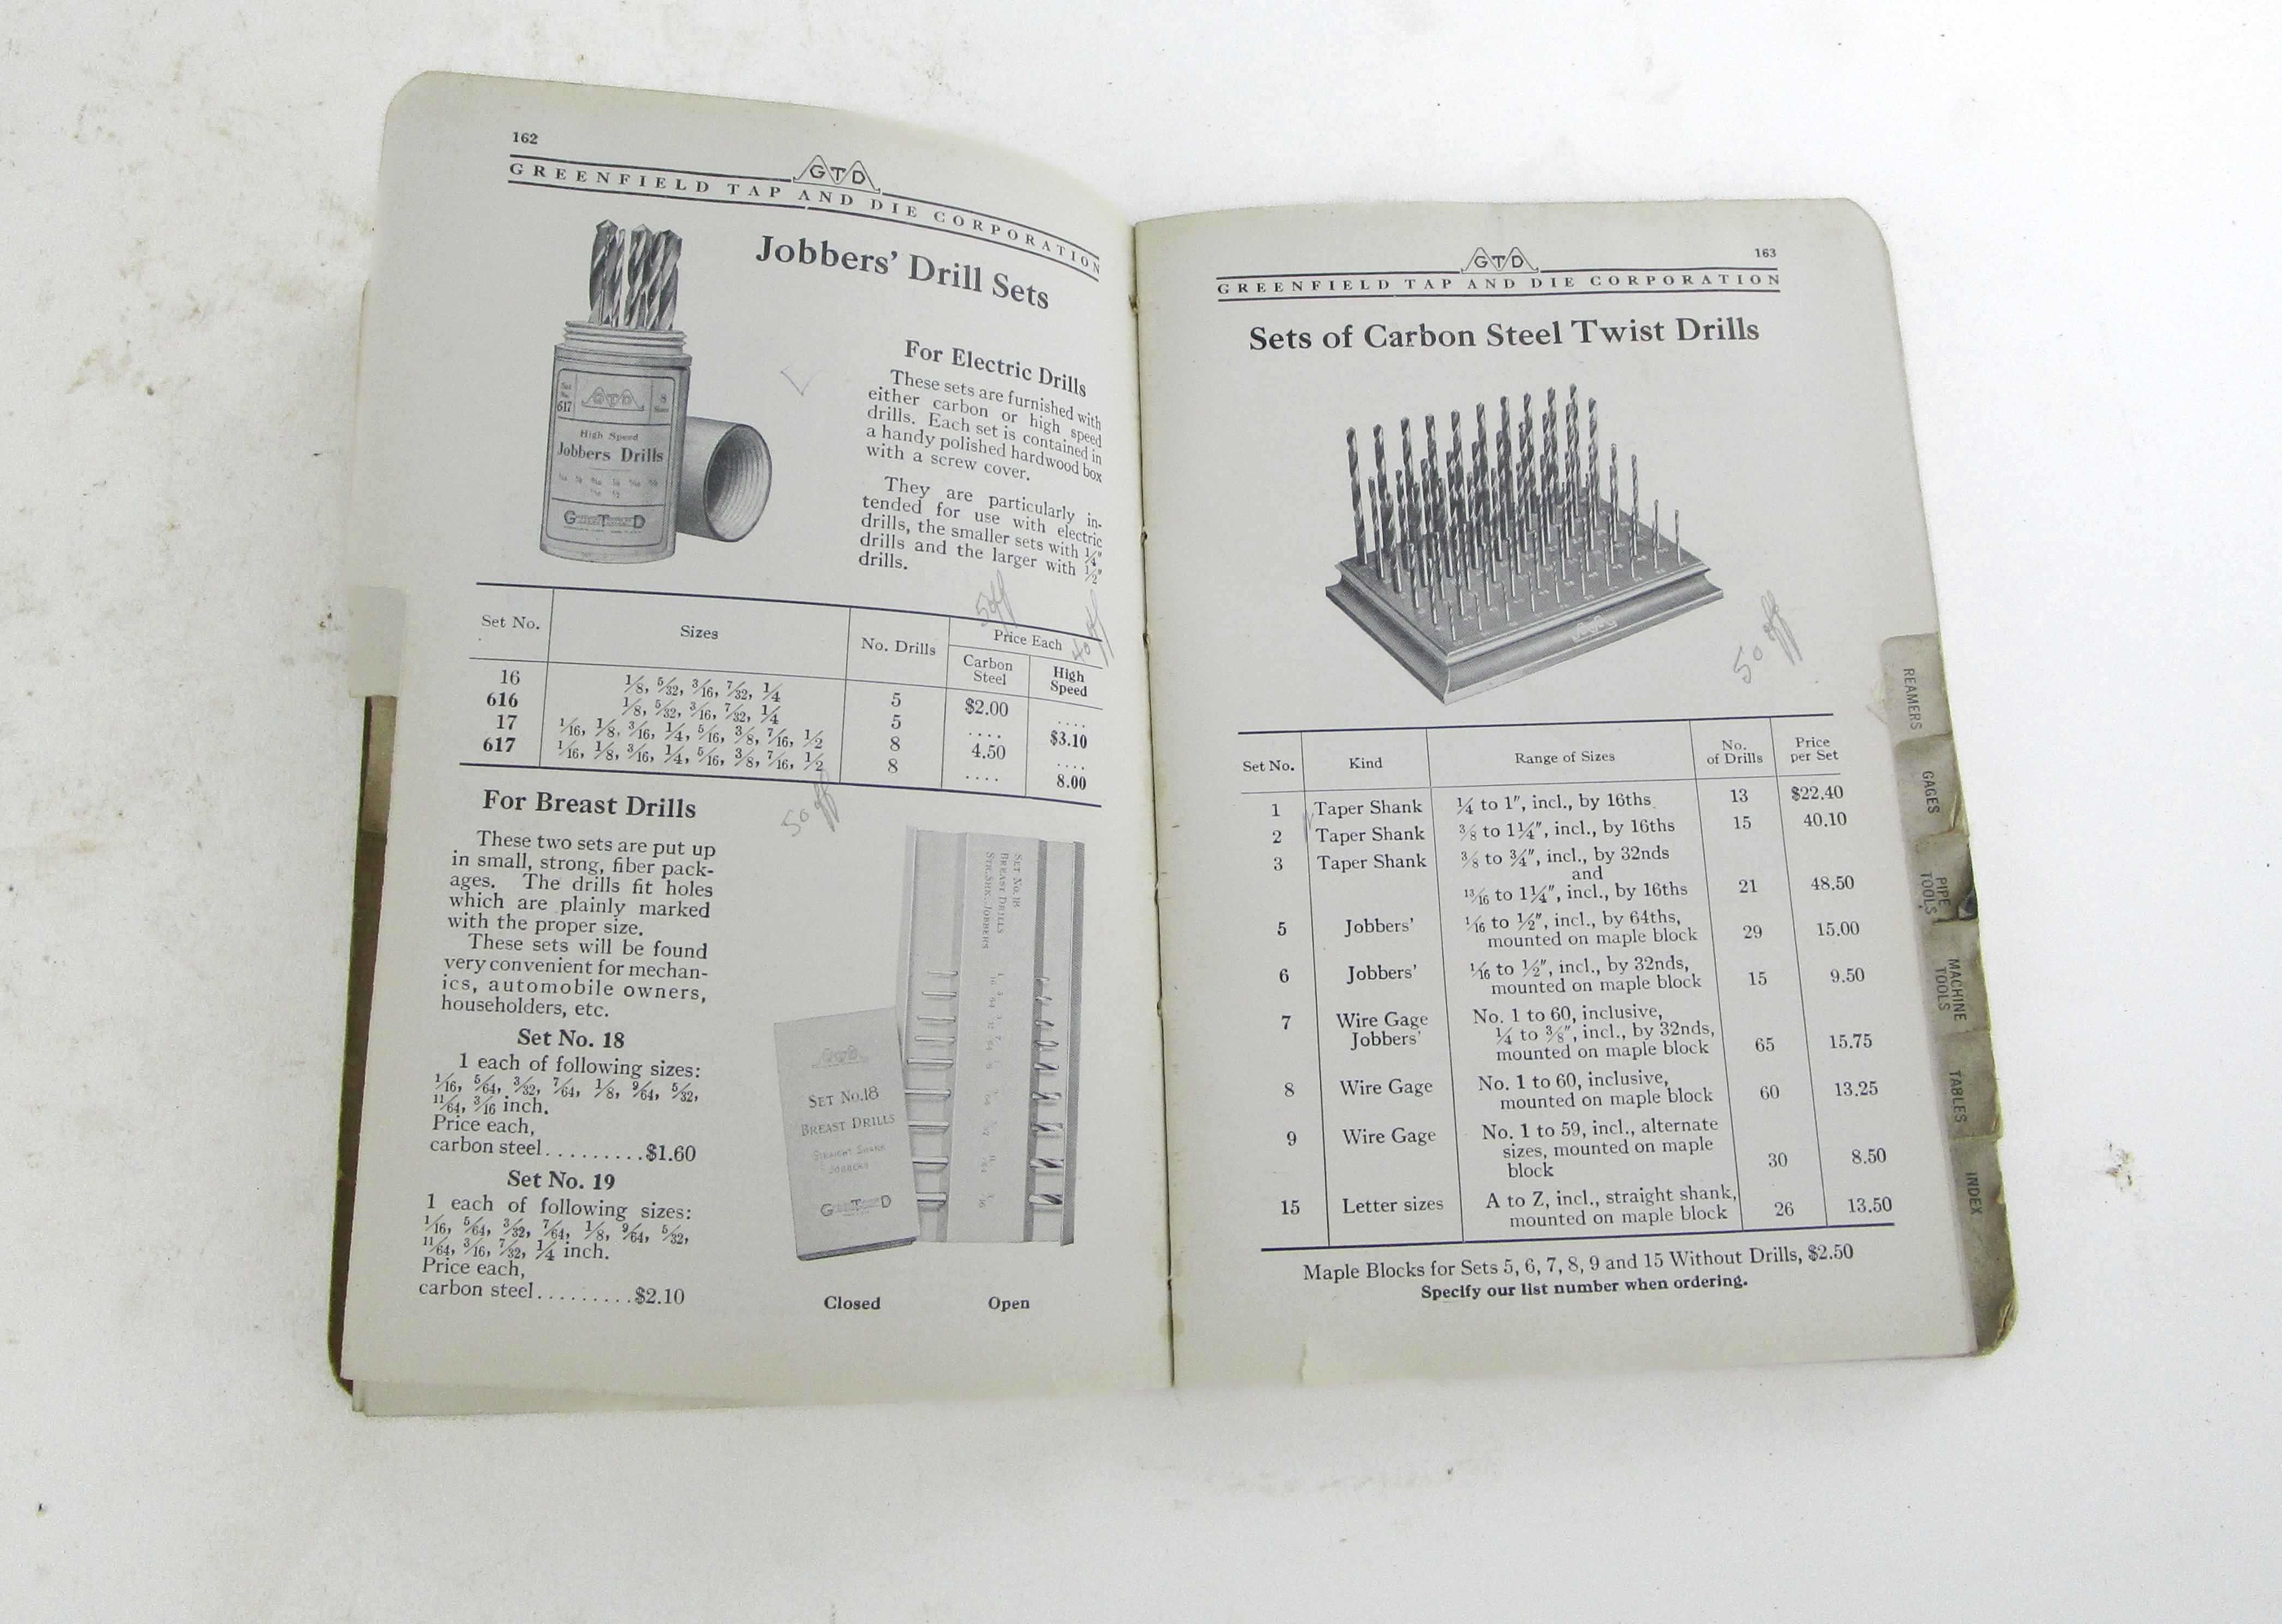 162
GTD
GREENFIELD TAP AND DIE CORPORATION
Jobbers' Drill Sets
Set No. 617
GTD
8
High Speed
Jobbers Drills
For Electric Drills
These sets are furnished with
either carbon or high speed
drills. Each set is contained in
a handy polished hardwood box
with a screw cover.
They are particularly in-
tended for use with electric
drills, the smaller sets with 1/4"
drills and the larger with 1/2"
drills.
40 off
Set No. Sizes No. Drills Price Each
Carbon Steel High Speed
16 1/8, 5/32, 3/16, 7/32, 1/4 5 $2.00 ....
616 1/8, 5/32, 3/16, 7/32, 1/4 5 .... $3.10
17 1/16, 1/8, 3/16, 1/4, 5/16, 3/8, 7/16, 1/2 8 4.50 ....
617 1/16, 1/8, 3/16, 1/4, 5/16, 3/8, 7/16, 1/2 8 .... 8.00
50 off
For Breast Drills
These two sets are put up
in small, strong, fiber pack-
ages. The drills fit holes
which are plainly marked
with the proper size.
These sets will be found
very convenient for mechan-
ics, automobile owners,
householders, etc.
Set No. 18
1 each of following sizes:
1/16, 5/64, 3/32, 7/64, 1/8, 9/64, 5/32,
11/64, 3/16 inch.
Price each,
carbon steel.........$1.60
Set No. 19
1 each of following sizes:
1/16, 5/64, 3/32, 7/64, 1/8, 9/64, 5/32,
11/64, 3/16, 7/32, 1/4 inch.
Price each,
carbon steel.........$2.10
GTD
SET No.18
BREAST DRILLS
STRAIGHT SHANK
JOBBERS
SET No.18
BREAST DRILLS
STR.SHK.JOBBERS
Closed
Open
163
GTD
GREENFIELD TAP AND DIE CORPORATION
Sets of Carbon Steel Twist Drills
50 off
Set No. Kind Range of Sizes No. of Drills Price per Set
1 Taper Shank 1/4 to 1", incl., by 16ths 13 $22.40
2 Taper Shank 3/8 to 1 1/4", incl., by 16ths 15 40.10
3 Taper Shank 3/8 to 3/4", incl., by 32nds
and
13/16 to 1 1/4", incl., by 16ths 21 48.50
5 Jobbers' 1/16 to 1/2", incl., by 64ths,
mounted on maple block 29 15.00
6 Jobbers' 1/16 to 1/2", incl., by 32nds,
mounted on maple block 15 9.50
7 Wire Gage No. 1 to 60, inclusive,
Jobbers' 1/4 to 3/8", incl., by 32nds,
mounted on maple block 65 15.75
8 Wire Gage No. 1 to 60, inclusive,
mounted on maple block 60 13.25
9 Wire Gage No. 1 to 59, incl., alternate
sizes, mounted on maple
block 30 8.50
15 Letter sizes A to Z, incl., straight shank,
mounted on maple block 26 13.50
Maple Blocks for Sets 5, 6, 7, 8, 9 and 15 Without Drills, $2.50
Specify our list number when ordering.
REAMERS
GAGES
PIPE TOOLS
MACHINE TOOLS
TABLES
INDEX